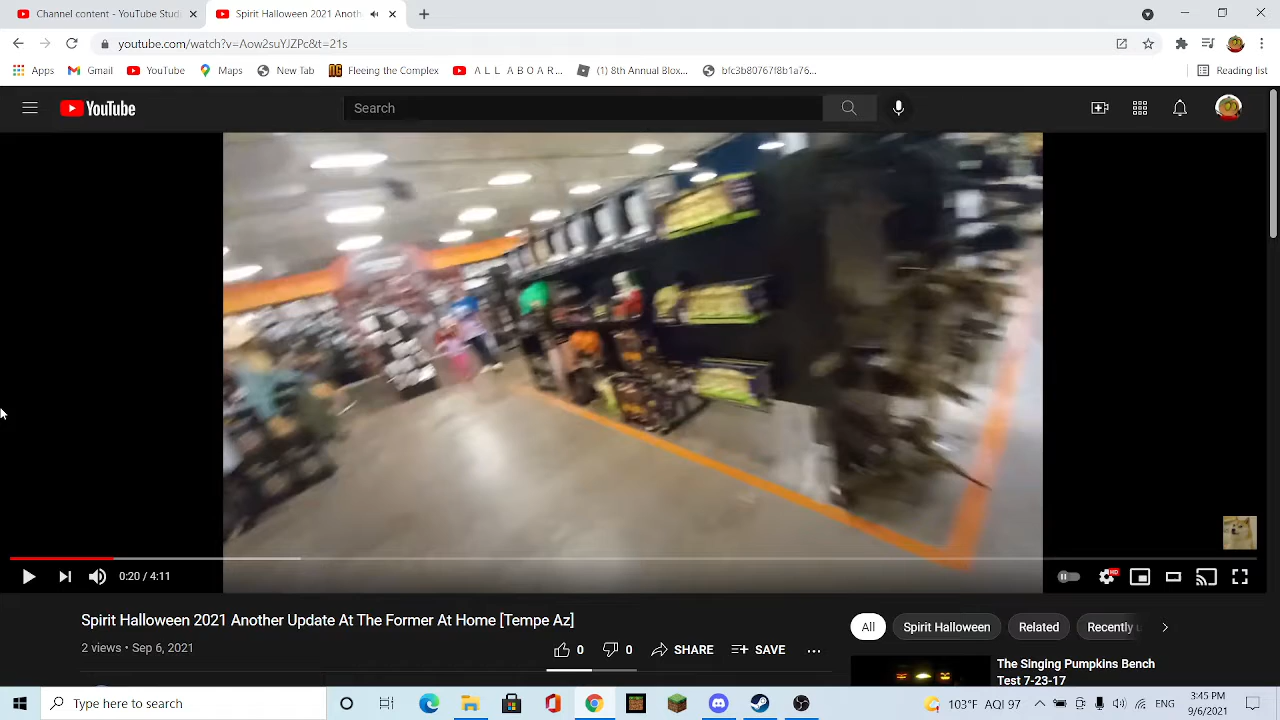 Channel content - YouTube Stud
Spirit Halloween 2021 Anoth
youtube.com/watch?v=Aow2suYJZPc&t=21s
Apps
Gmail
YouTube
Maps
New Tab
Fleeing the Complex
A L L A B O A R...
(1) 8th Annual Blox...
bfc3b80767f8b1a76...
Reading list
YouTube
Search
0:20 / 4:11
HD
Spirit Halloween 2021 Another Update At The Former At Home [Tempe Az]
2 views • Sep 6, 2021
0
0
SHARE
SAVE
All
Spirit Halloween
Related
Recently u
The Singing Pumpkins Bench
Test 7-23-17
Type here to search
103°F AQI 97
ENG
3:45 PM
9/6/2021